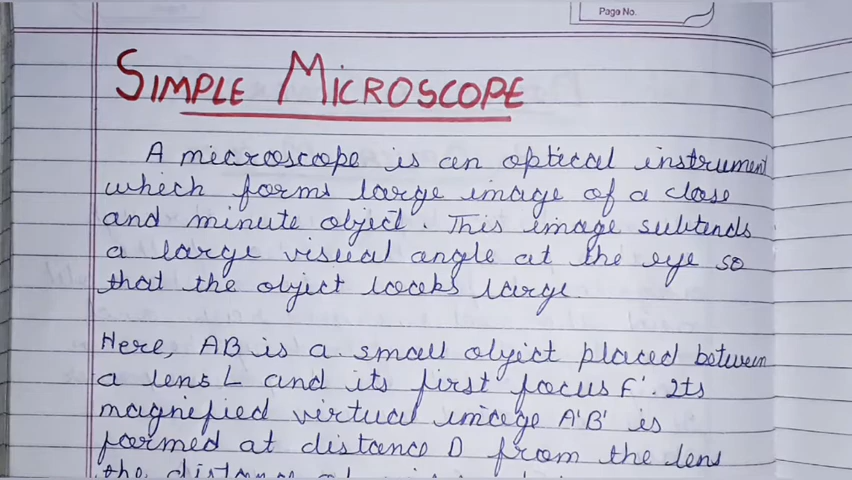 Page No.
SIMPLE MICROSCOPE
A microscope is an optical instrument
which forms large image of a close
and minute object. This image subtends
a large visual angle at the eye so
that the object looks large.
Here, AB is a small object placed between
a lens L and its first focus F'. Its
magnified virtual image A'B' is
formed at distance D from the lens
the distance